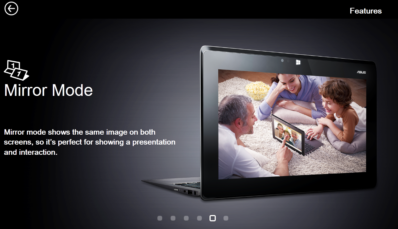 Features
Mirror Mode
Mirror mode shows the same image on both
screens, so it's perfect for showing a presentation
and interaction.
ASUS